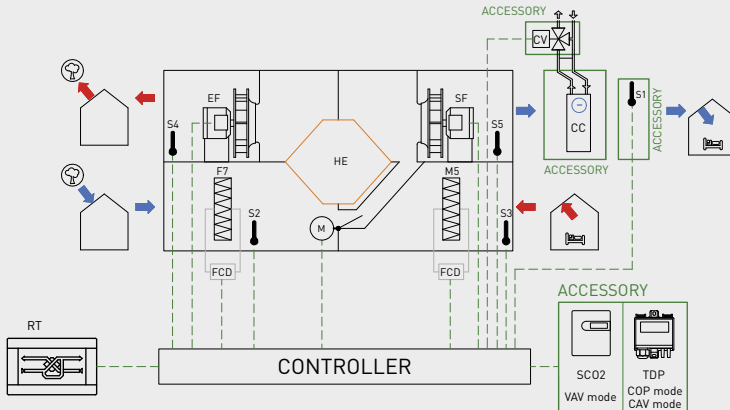 ACCESSORY
CV
EF
SF
S1
S4
S5
CC
ACCESSORY
HE
ACCESSORY
F7
M5
S2
S3
M
FCD
FCD
ACCESSORY
RT
CONTROLLER
SCO2
TDP
VAV mode
COP mode
CAV mode